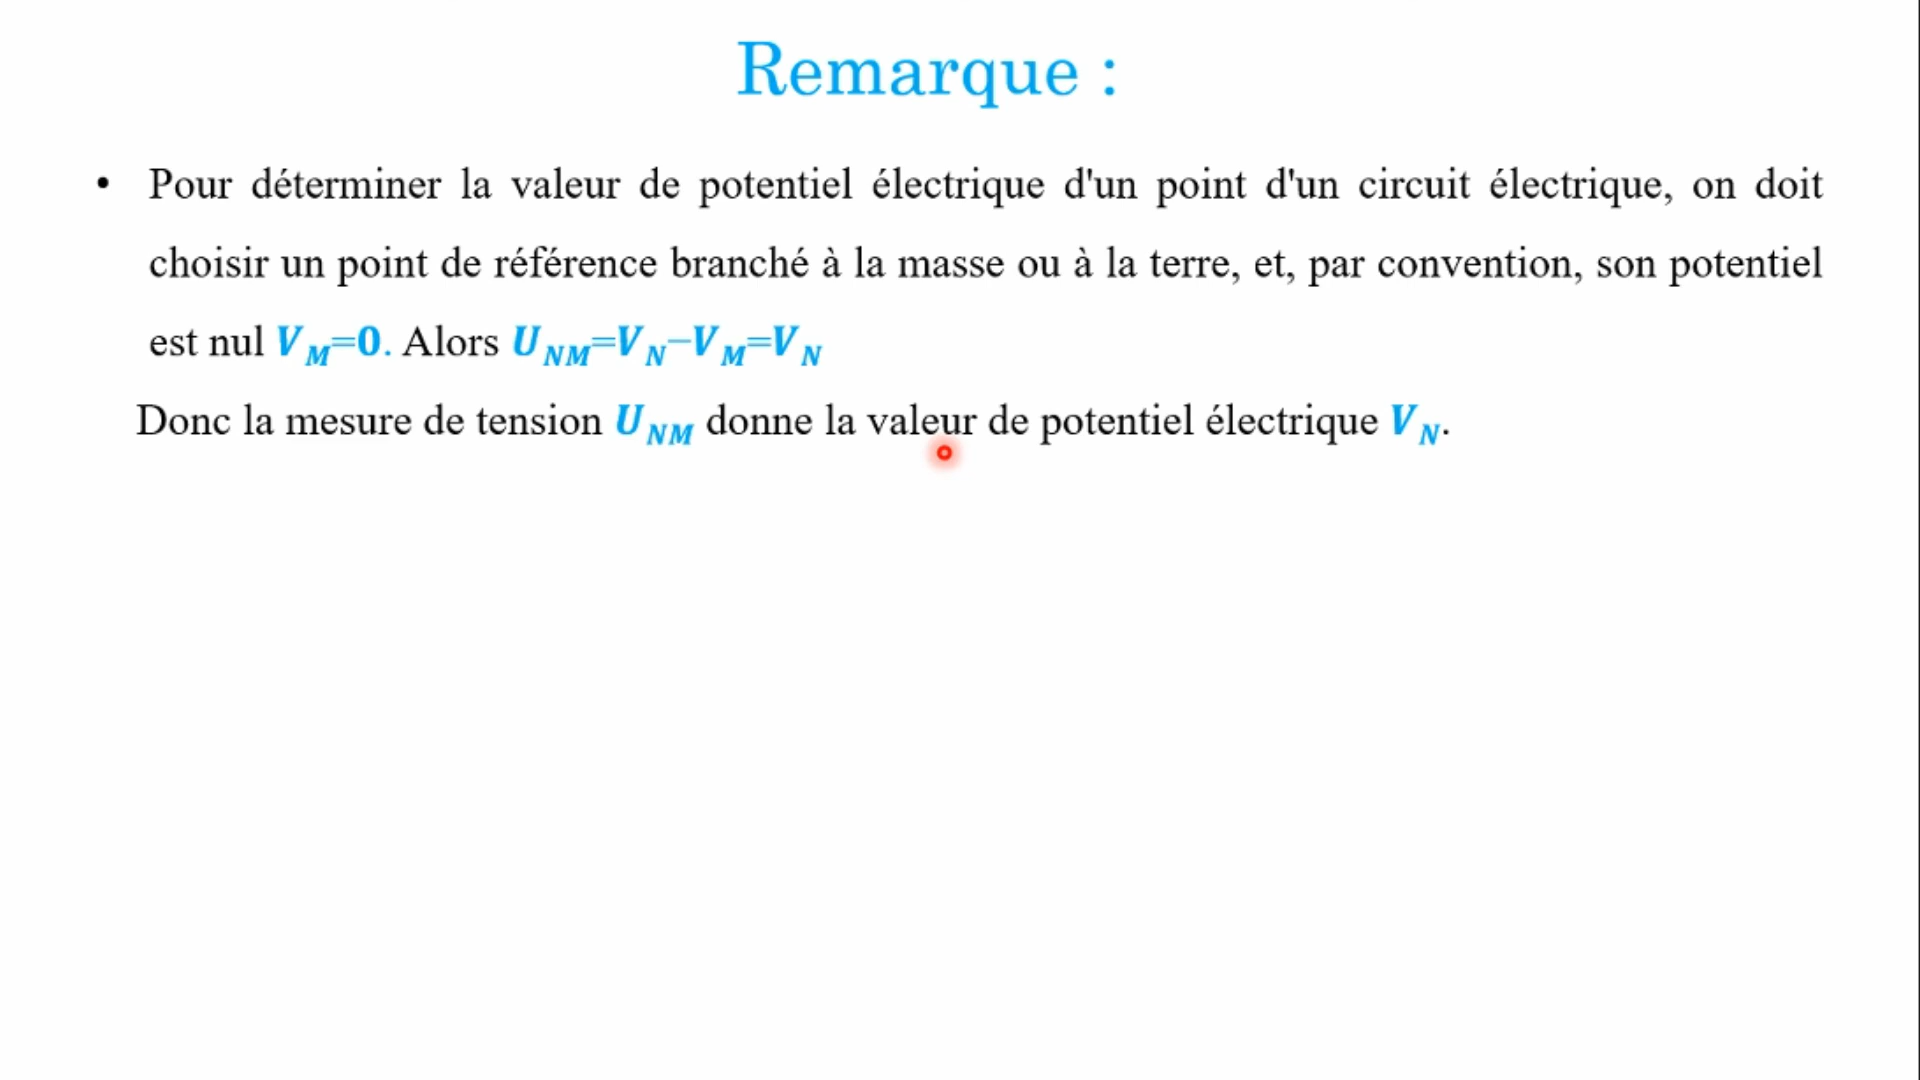 Remarque :
• Pour déterminer la valeur de potentiel électrique d'un point d'un circuit électrique, on doit
choisir un point de référence branché à la masse ou à la terre, et, par convention, son potentiel
est nul V_M=0. Alors U_NM=V_N−V_M=V_N
Donc la mesure de tension U_NM donne la valeur de potentiel électrique V_N.